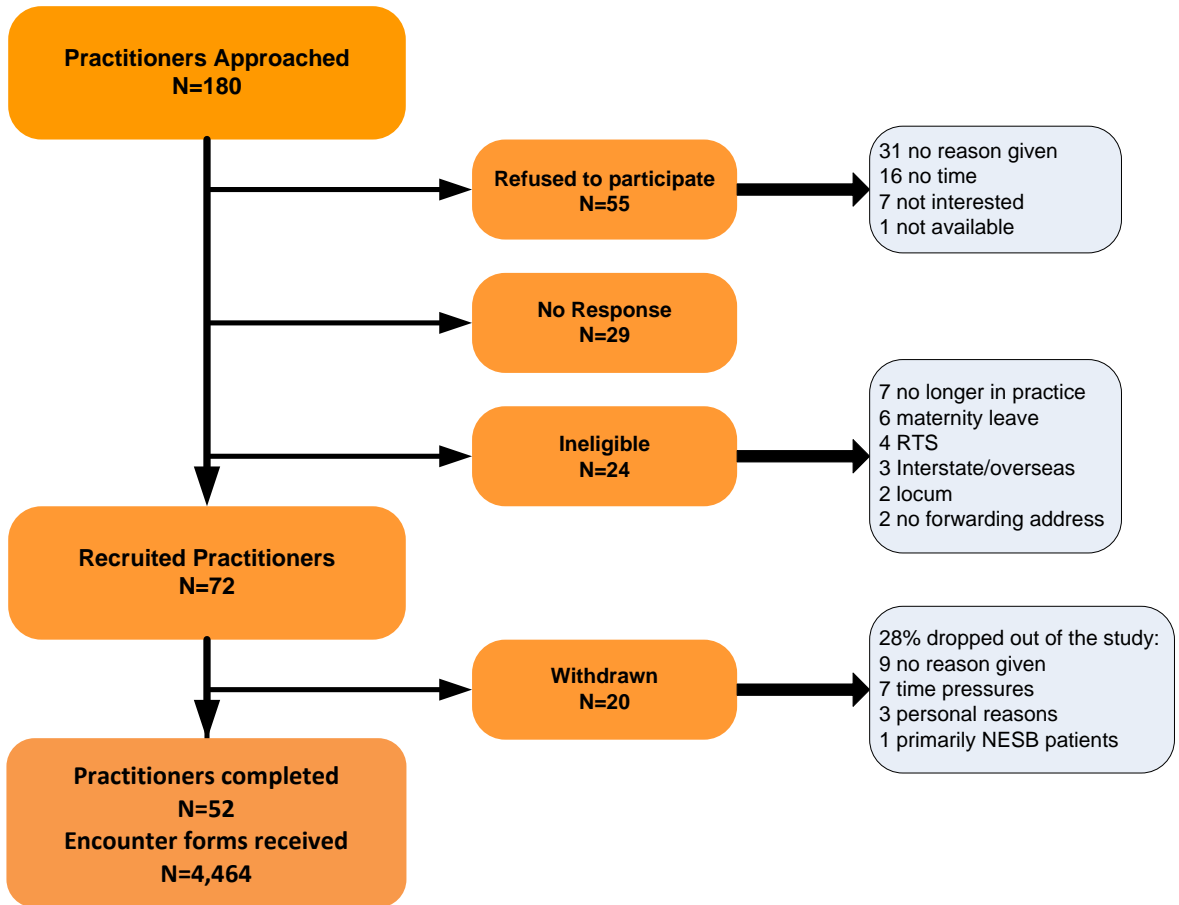 Practitioners Approached
N=180
Refused to participate
N=55
31 no reason given
16 no time
7 not interested
1 not available
No Response
N=29
Ineligible
N=24
7 no longer in practice
6 maternity leave
4 RTS
3 Interstate/overseas
2 locum
2 no forwarding address
Recruited Practitioners
N=72
Withdrawn
N=20
28% dropped out of the study:
9 no reason given
7 time pressures
3 personal reasons
1 primarily NESB patients
Practitioners completed
N=52
Encounter forms received
N=4,464